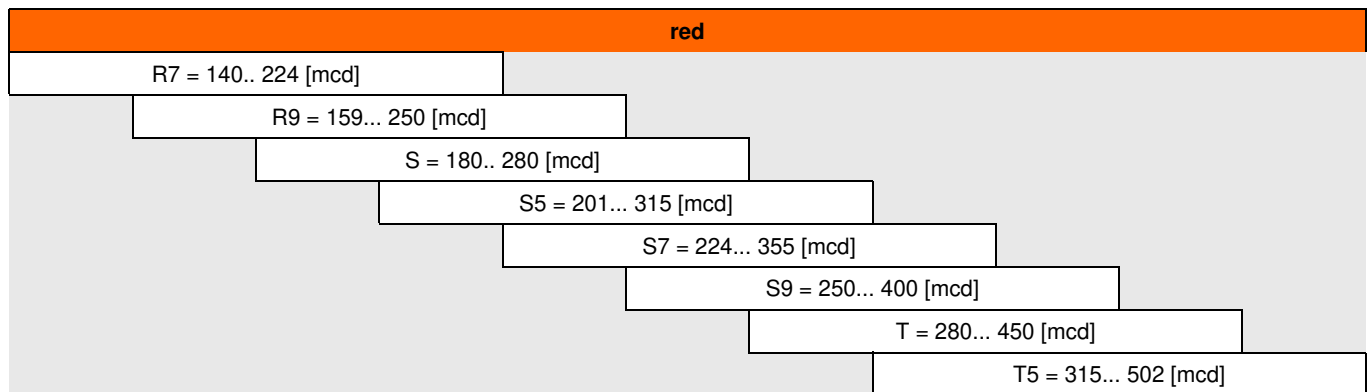 red
R7 = 140.. 224 [mcd]
R9 = 159... 250 [mcd]
S = 180.. 280 [mcd]
S5 = 201... 315 [mcd]
S7 = 224... 355 [mcd]
S9 = 250... 400 [mcd]
T = 280... 450 [mcd]
T5 = 315... 502 [mcd]